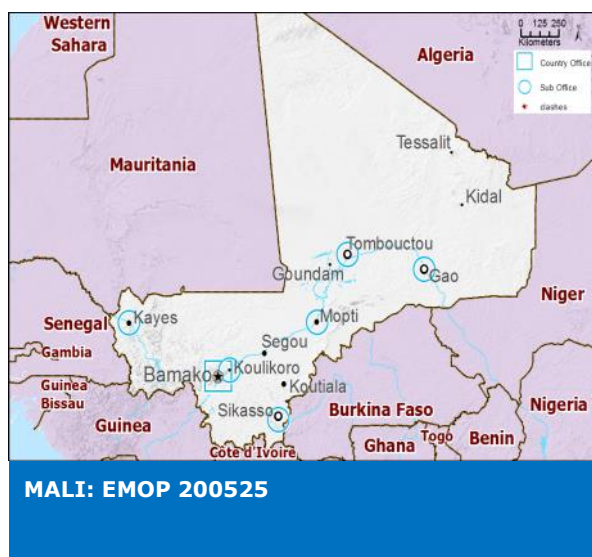 Western
Sahara
0 125 250
Kilometers
Algeria
Country Office
Sub Office
dashes
Tessalit
Mauritania
Kidal
Tombouctou
Goundam
Gao
Niger
Kayes
Mopti
Senegal
Segou
Gambia
Bamako
Koulikoro
Koutiala
Guinea
Bissau
Sikasso
Burkina Faso
Nigeria
Guinea
Togo
Benin
Ghana
Côte d'Ivoire
MALI: EMOP 200525